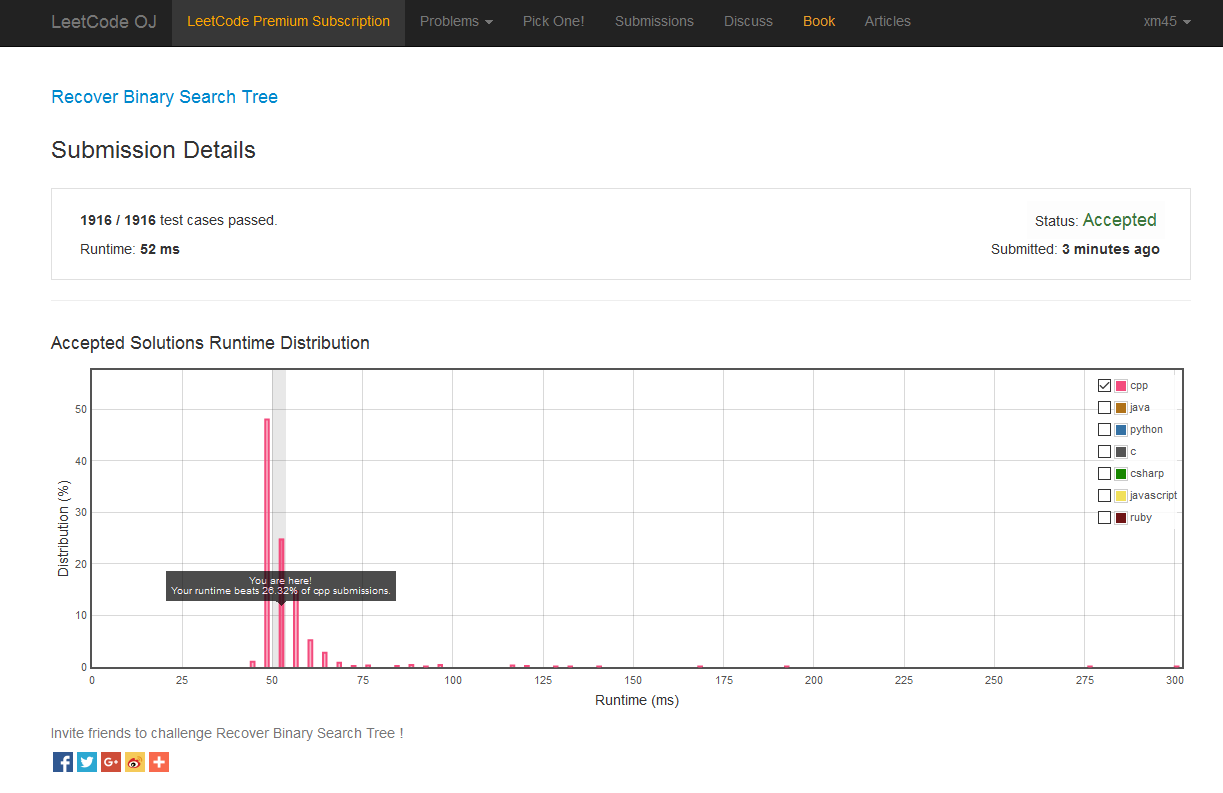 LeetCode OJ LeetCode Premium Subscription Problems Pick One! Submissions Discuss Book Articles xm45
Recover Binary Search Tree
Submission Details
1916 / 1916 test cases passed. Status: Accepted
Runtime: 52 ms Submitted: 3 minutes ago
Accepted Solutions Runtime Distribution
cpp
java
python
c
csharp
javascript
ruby
50
40
30
20
10
0
Distribution (%)
You are here!
Your runtime beats 26.32% of cpp submissions.
0 25 50 75 100 125 150 175 200 225 250 275 300
Runtime (ms)
Invite friends to challenge Recover Binary Search Tree !
G+